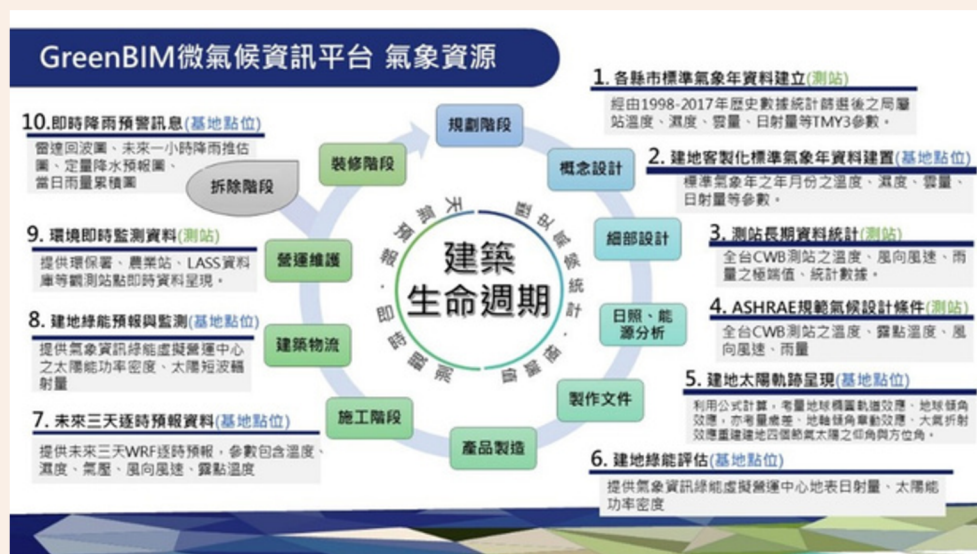 GreenBIM微氣候資訊平台 氣象資源
1. 各縣市標準氣象年資料建立(測站)
經由1998-2017年歷史數據統計篩選後之局屬
站溫度、濕度、雲量、日射量等TMY3參數。
2. 建地客製化標準氣象年資料建置(基地點位)
標準氣象年之年月份之溫度、濕度、雲量、
日射量等參數。
3. 測站長期資料統計(測站)
全台CWB測站之溫度、風向風速、雨
量之極端值、統計數據。
4. ASHRAE規範氣候設計條件(測站)
全台CWB測站之溫度、露點溫度、風
向風速、雨量
5. 建地太陽軌跡呈現(基地點位)
利用公式計算，考量地球橢圓軌道效應、地球傾角
效應，亦考量歲差、地軸傾角章動效應、大氣折射
效應重建建地四個節氣太陽之仰角與方位角。
6. 建地綠能評估(基地點位)
提供氣象資訊綠能虛擬營運中心地表日射量、太陽能
功率密度
7. 未來三天逐時預報資料(基地點位)
提供未來三天WRF逐時預報，參數包含溫度、
濕度、氣壓、風向風速、露點溫度
8. 建地綠能預報與監測(基地點位)
提供氣象資訊綠能虛擬營運中心
之太陽能功率密度、太陽短波輻
射量
9. 環境即時監測資料(測站)
提供環保署、農業站、LASS資料
庫等觀測站點即時資料呈現。
10.即時降雨預警訊息(基地點位)
雷達回波圖、未來一小時降雨推估
圖、定量降水預報圖、
當日雨量累積圖
規劃階段
概念設計
細部設計
日照、能
源分析
製作文件
產品製造
施工階段
建築物流
營運維護
裝修階段
拆除階段
建築
生命週期
歷史氣候統計．極端值
天氣預報．即時觀測